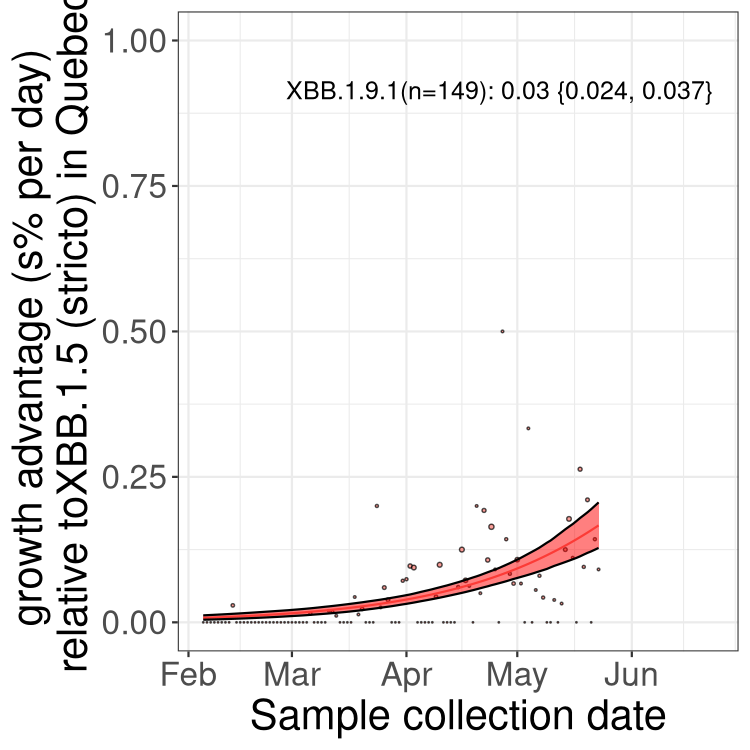 growth advantage (s% per day)
relative toXBB.1.5 (stricto) in Quebec
1.00
0.75
0.50
0.25
0.00
XBB.1.9.1(n=149): 0.03 {0.024, 0.037}
Feb Mar Apr May Jun
Sample collection date